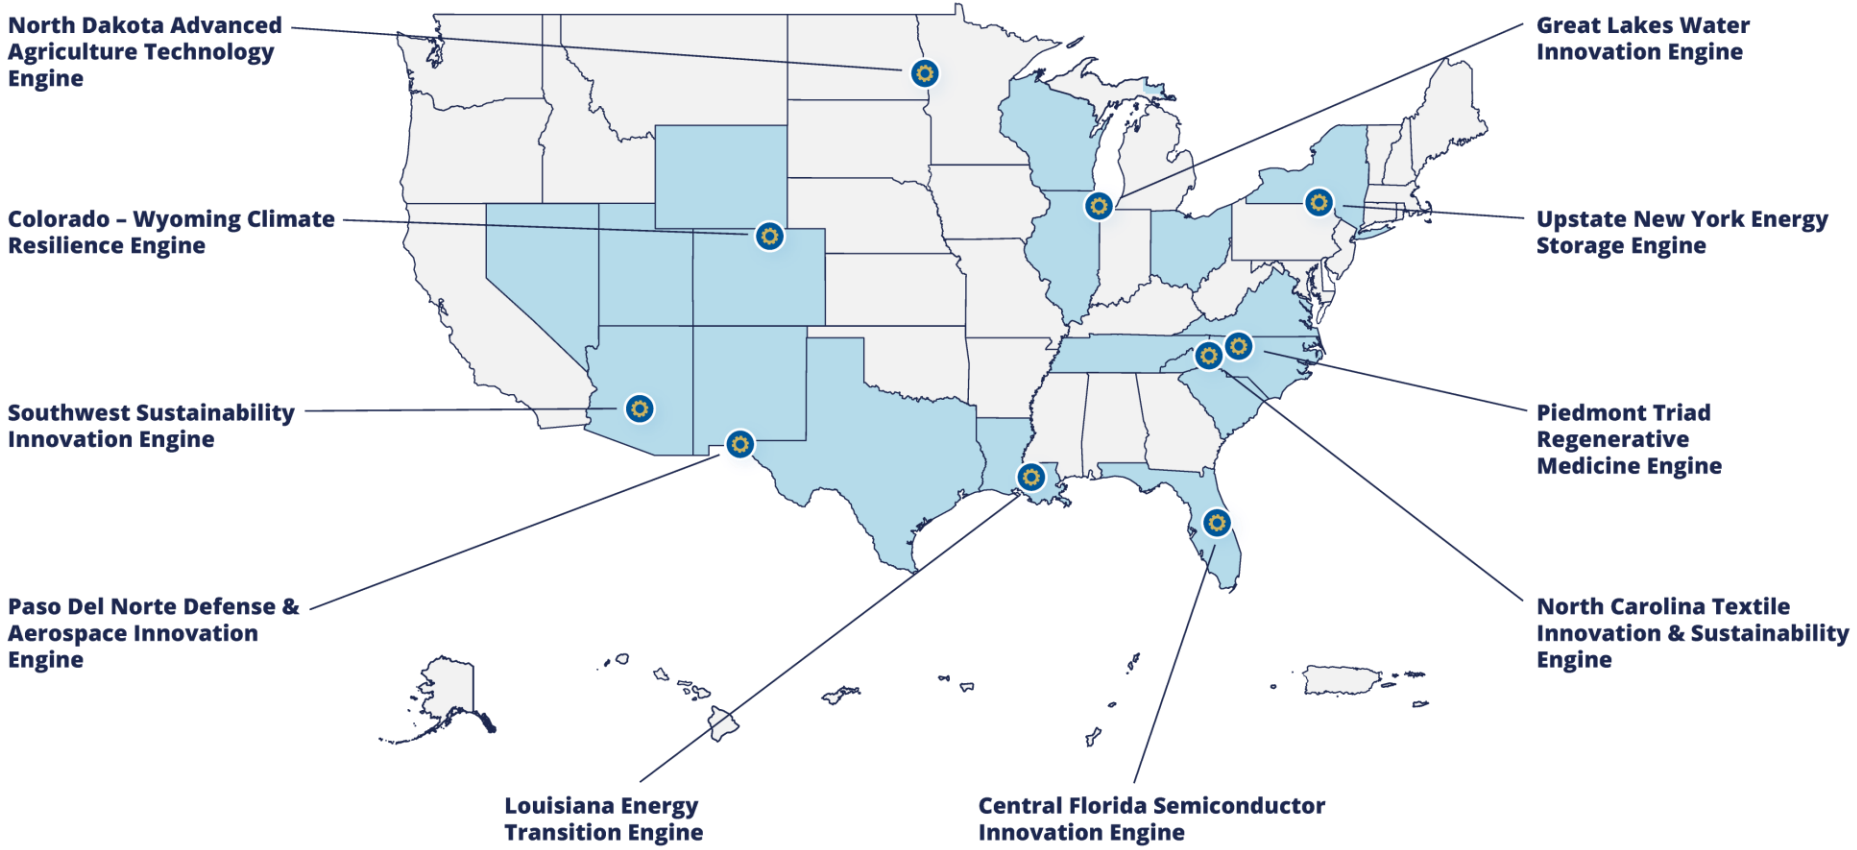 North Dakota Advanced
Agriculture Technology
Engine
Great Lakes Water
Innovation Engine
Colorado – Wyoming Climate
Resilience Engine
Upstate New York Energy
Storage Engine
Southwest Sustainability
Innovation Engine
Piedmont Triad
Regenerative
Medicine Engine
Paso Del Norte Defense &
Aerospace Innovation
Engine
North Carolina Textile
Innovation & Sustainability
Engine
Louisiana Energy
Transition Engine
Central Florida Semiconductor
Innovation Engine